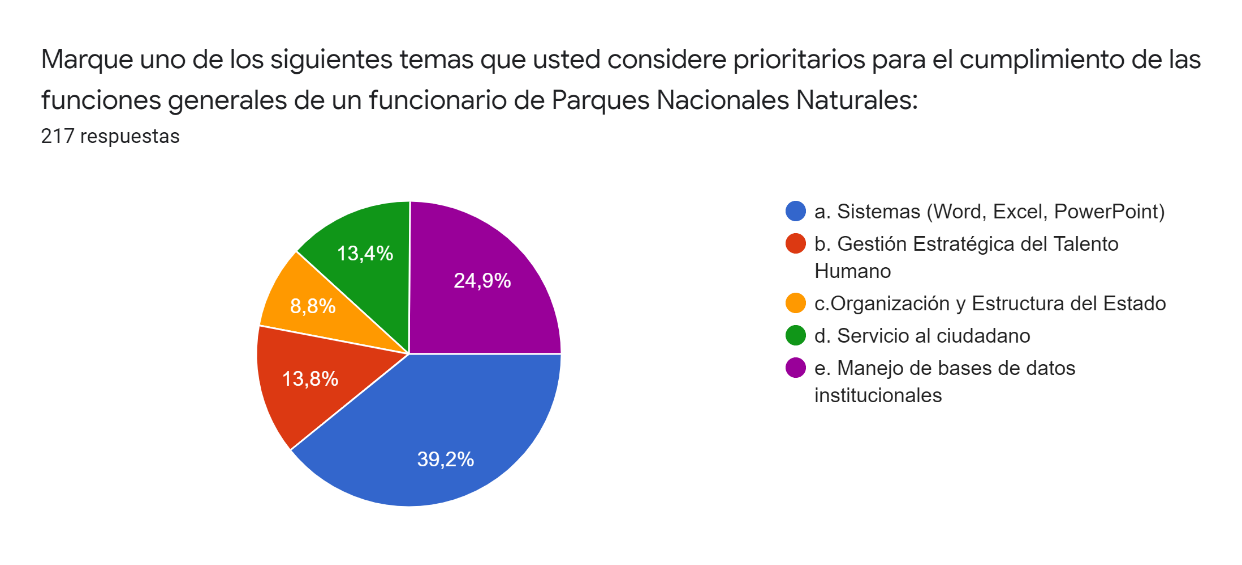 Marque uno de los siguientes temas que usted considere prioritarios para el cumplimiento de las
funciones generales de un funcionario de Parques Nacionales Naturales:
217 respuestas
13,4%
24,9%
8,8%
13,8%
39,2%
a. Sistemas (Word, Excel, PowerPoint)
b. Gestión Estratégica del Talento
Humano
c.Organización y Estructura del Estado
d. Servicio al ciudadano
e. Manejo de bases de datos
institucionales